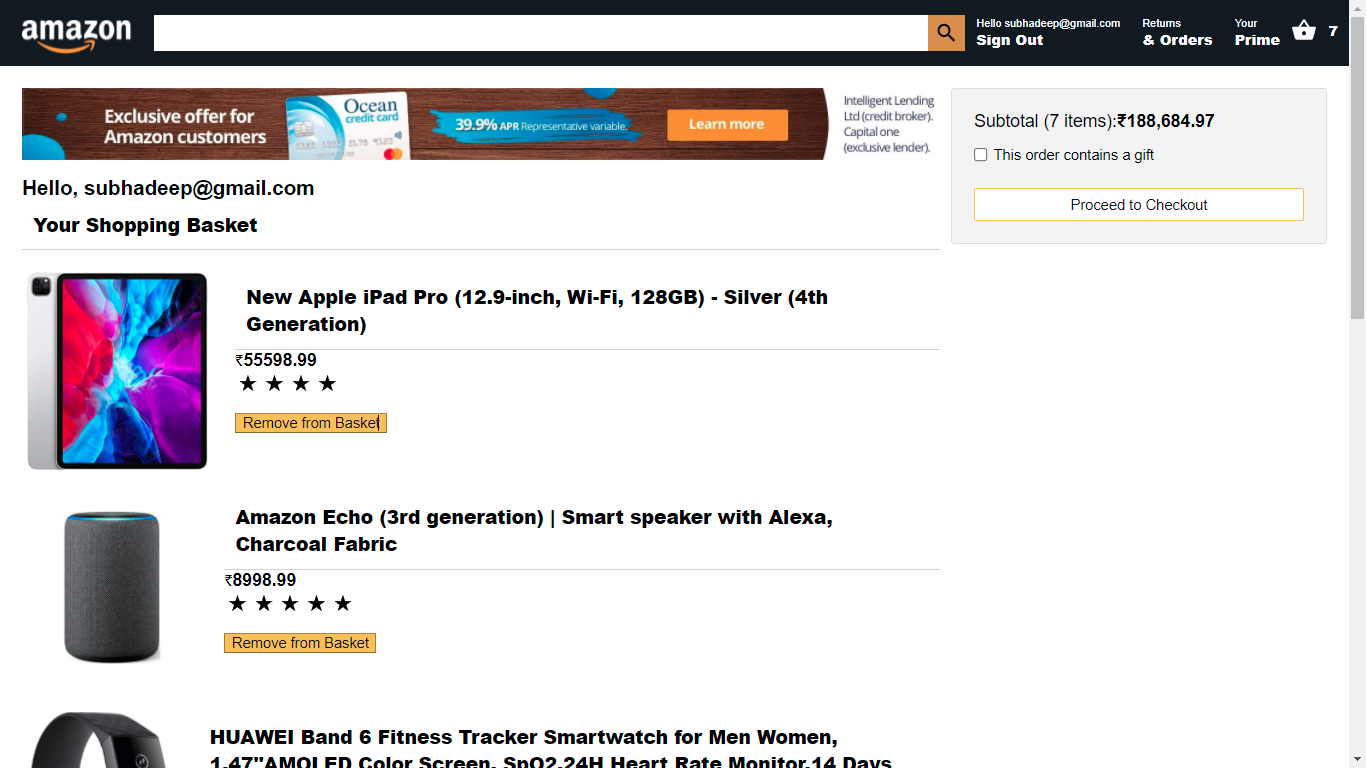 amazon
Hello subhadeep@gmail.com
Sign Out
Returns
& Orders
Your
Prime
7
Exclusive offer for
Amazon customers
Ocean
credit card
39.9% APR Representative variable.
Learn more
Intelligent Lending
Ltd (credit broker).
Capital one
(exclusive lender).
Subtotal (7 items):₹188,684.97
This order contains a gift
Proceed to Checkout
Hello, subhadeep@gmail.com
Your Shopping Basket
New Apple iPad Pro (12.9-inch, Wi-Fi, 128GB) - Silver (4th
Generation)
₹55598.99
★ ★ ★ ★
Remove from Basket
Amazon Echo (3rd generation) | Smart speaker with Alexa,
Charcoal Fabric
₹8998.99
★ ★ ★ ★ ★
Remove from Basket
HUAWEI Band 6 Fitness Tracker Smartwatch for Men Women,
1.47"AMOLED Color Screen, SpO2,24H Heart Rate Monitor,14 Days